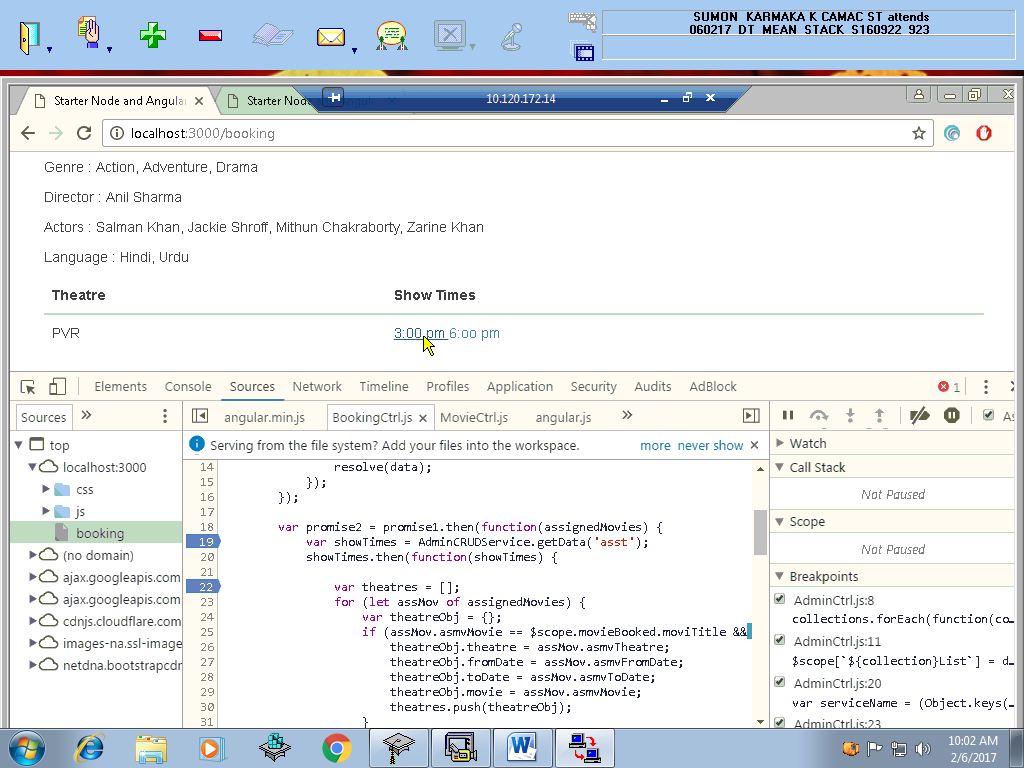 SUMON KARMAKA K CAMAC ST attends
060217 DT MEAN STACK S160922 923
Starter Node and Angula
Starter Nod
10.120.172.14
localhost:3000/booking
Genre : Action, Adventure, Drama
Director : Anil Sharma
Actors : Salman Khan, Jackie Shroff, Mithun Chakraborty, Zarine Khan
Language : Hindi, Urdu
Theatre Show Times
PVR 3:00 pm 6:oo pm
Elements Console Sources Network Timeline Profiles Application Security Audits AdBlock 1
Sources » angular.min.js BookingCtrl.js × MovieCtrl.js angular.js » As
Serving from the file system? Add your files into the workspace. more never show ×
top
localhost:3000
css
js
booking
(no domain)
ajax.googleapis.com
ajax.googleapis.com
cdnjs.cloudflare.com
images-na.ssl-image
netdna.bootstrapcdn
14 resolve(data);
15 });
16 });
17
18 var promise2 = promise1.then(function(assignedMovies) {
19 var showTimes = AdminCRUDService.getData('asst');
20 showTimes.then(function(showTimes) {
21
22 var theatres = [];
23 for (let assMov of assignedMovies) {
24 var theatreObj = {};
25 if (assMov.asmvMovie == $scope.movieBooked.moviTitle &&
26 theatreObj.theatre = assMov.asmvTheatre;
27 theatreObj.fromDate = assMov.asmvFromDate;
28 theatreObj.toDate = assMov.asmvToDate;
29 theatreObj.movie = assMov.asmvMovie;
30 theatres.push(theatreObj);
31 }
Watch
Call Stack
Not Paused
Scope
Not Paused
Breakpoints
AdminCtrl.js:8
collections.forEach(function(co…
AdminCtrl.js:11
$scope[`${collection}List`] = d…
AdminCtrl.js:20
var serviceName = (Object.keys(…
AdminCtrl.js:23
10:02 AM
2/6/2017